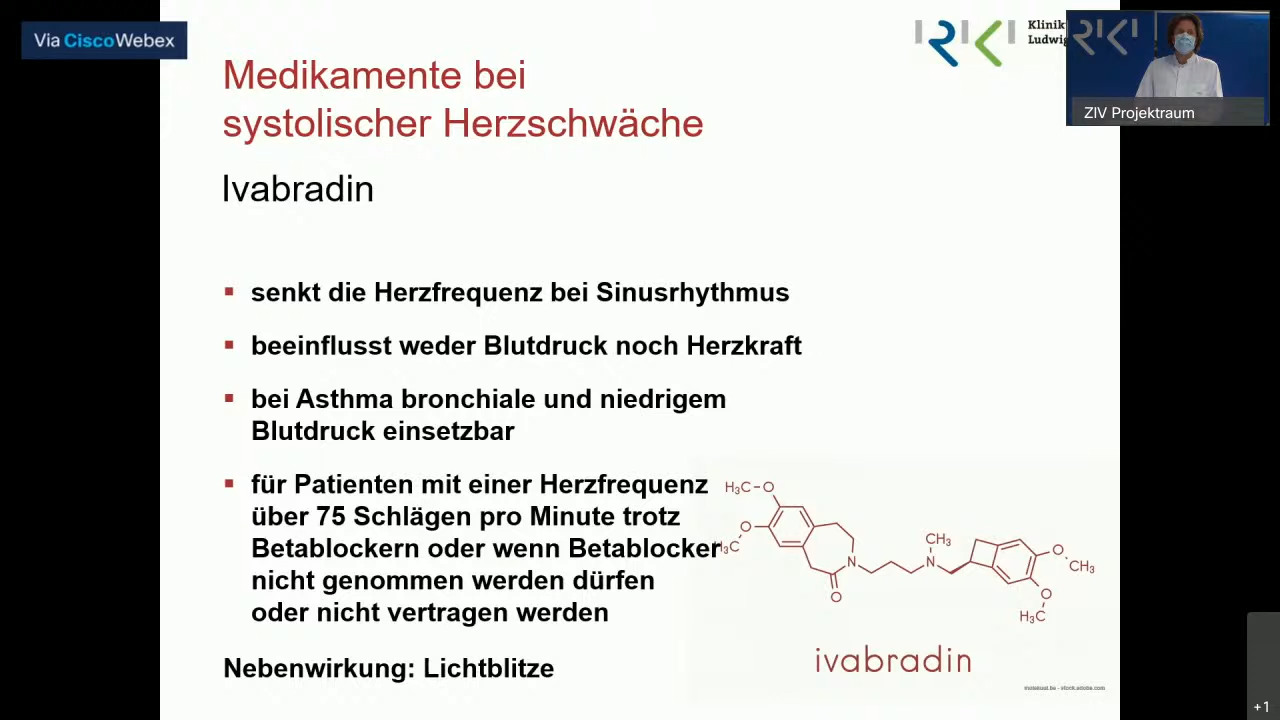 Via Cisco Webex
Klinik
Ludwig
Medikamente bei
systolischer Herzschwäche
ZIV Projektraum
Ivabradin
senkt die Herzfrequenz bei Sinusrhythmus
beeinflusst weder Blutdruck noch Herzkraft
bei Asthma bronchiale und niedrigem
Blutdruck einsetzbar
für Patienten mit einer Herzfrequenz
über 75 Schlägen pro Minute trotz
Betablockern oder wenn Betablocker
nicht genommen werden dürfen
oder nicht vertragen werden
H₃C-O
O
H₃C
N
O
CH₃
N
O
CH₃
O
H₃C
ivabradin
Nebenwirkung: Lichtblitze
+1